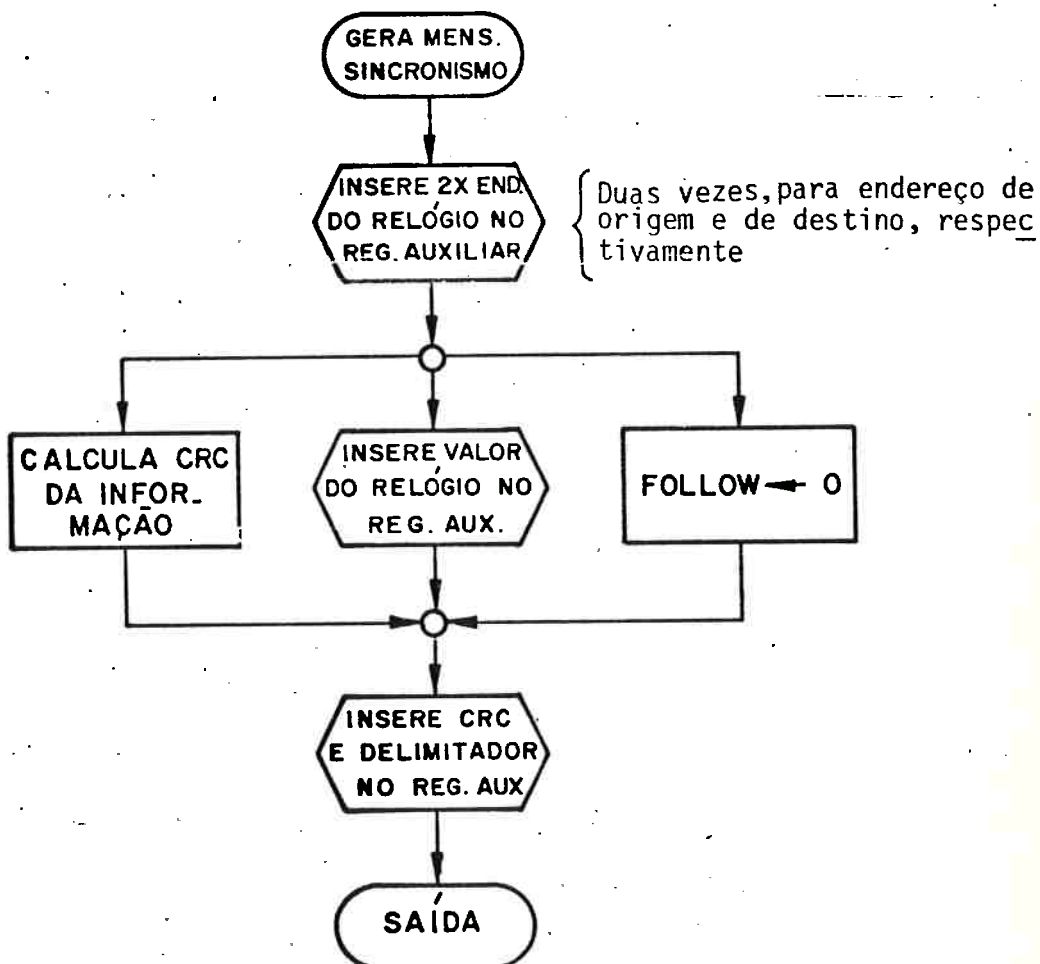 GERA MENS.
SINCRONISMO
INSERE 2X END.
DO RELÓGIO NO
REG. AUXILIAR
Duas vezes, para endereço de
origem e de destino, respec
tivamente
CALCULA CRC
DA INFOR-
MAÇÃO
INSERE VALOR
DO RELÓGIO NO
REG. AUX.
FOLLOW ← 0
INSERE CRC
E DELIMITADOR
NO REG. AUX
SAÍDA